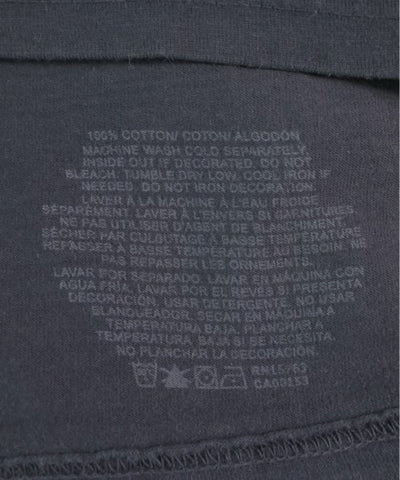 100% COTTON/ COTON/ ALGODÓN
MACHINE WASH COLD SEPARATELY,
INSIDE OUT IF DECORATED. DO NOT
BLEACH. TUMBLE DRY LOW. COOL IRON IF
NEEDED. DO NOT IRON DECORATION.
LAVER À LA MACHINE À L'EAU FROIDE
SÉPARÉMENT. LAVER À L'ENVERS SI GARNITURES.
NE PAS UTILISER D'AGENT DE BLANCHIMENT.
SÉCHER PAR CULBUTAGE À BASSE TEMPÉRATURE
REPASSER À BASSE TEMPÉRATURE AU BESOIN. NE
PAS REPASSER LES ORNEMENTS.
LAVAR POR SEPARADO. LAVAR EN MÁQUINA CON
AGUA FRÍA, LAVAR POR EL REVÉS SI PRESENTA
DECORACIÓN. USAR DETERGENTE. NO USAR
BLANQUEADOR. SECAR EN MÁQUINA A
TEMPERATURA BAJA. PLANCHAR A
TEMPERATURA BAJA SI SE NECESITA.
NO PLANCHAR LA DECORACIÓN.
CA00153